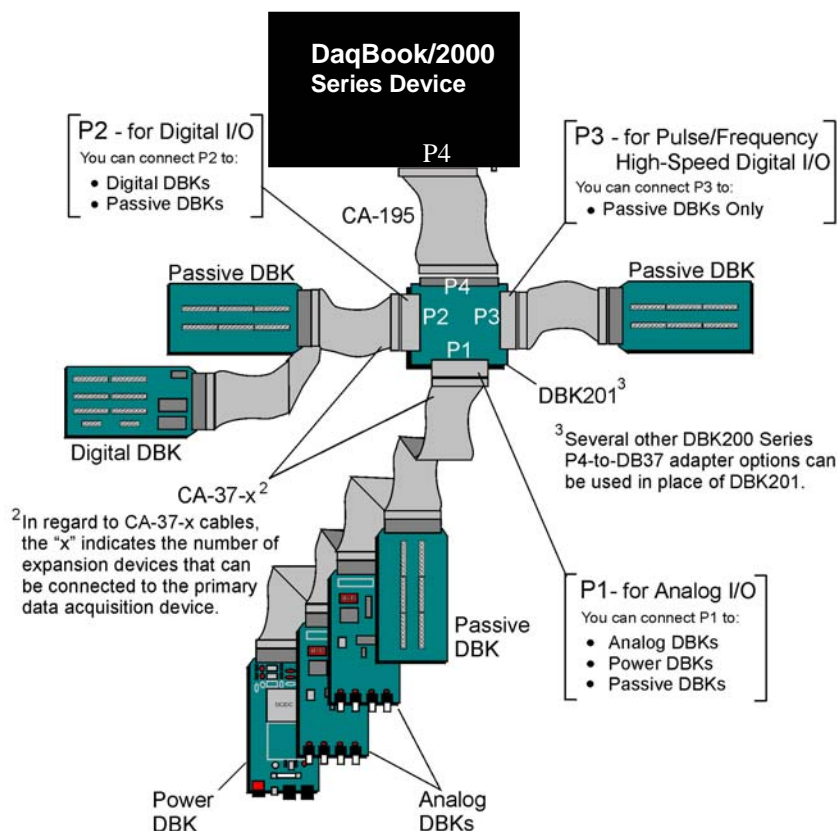 DaqBook/2000
Series Device
P4
P2 - for Digital I/O
You can connect P2 to:
• Digital DBKs
• Passive DBKs
P3 - for Pulse/Frequency
High-Speed Digital I/O
You can connect P3 to:
• Passive DBKs Only
CA-195
Passive DBK
Passive DBK
P4
P2
P3
P1
DBK201³
Digital DBK
³Several other DBK200 Series
P4-to-DB37 adapter options can
be used in place of DBK201.
CA-37-x²
²In regard to CA-37-x cables,
the “x” indicates the number of
expansion devices that can
be connected to the primary
data acquisition device.
P1- for Analog I/O
You can connect P1 to:
• Analog DBKs
• Power DBKs
• Passive DBKs
Passive
DBK
Power
DBK
Analog
DBKs